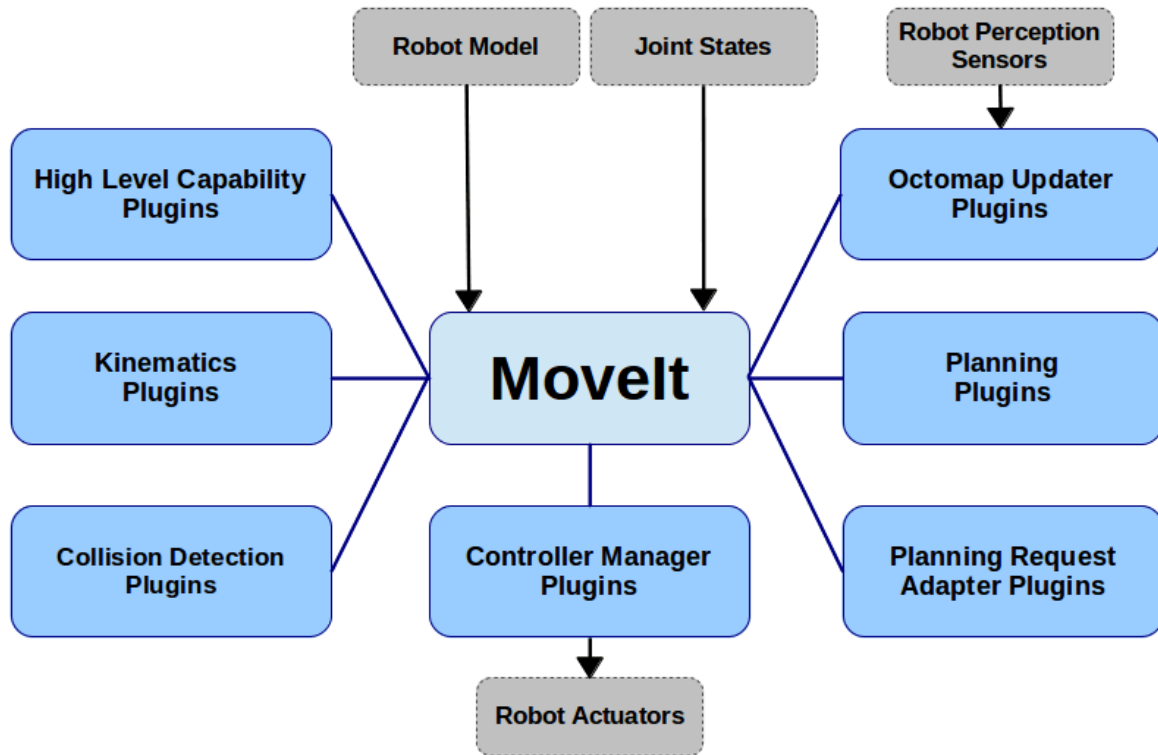 Robot Model
Joint States
Robot Perception
Sensors
High Level Capability
Plugins
Octomap Updater
Plugins
Kinematics
Plugins
MoveIt
Planning
Plugins
Collision Detection
Plugins
Controller Manager
Plugins
Planning Request
Adapter Plugins
Robot Actuators